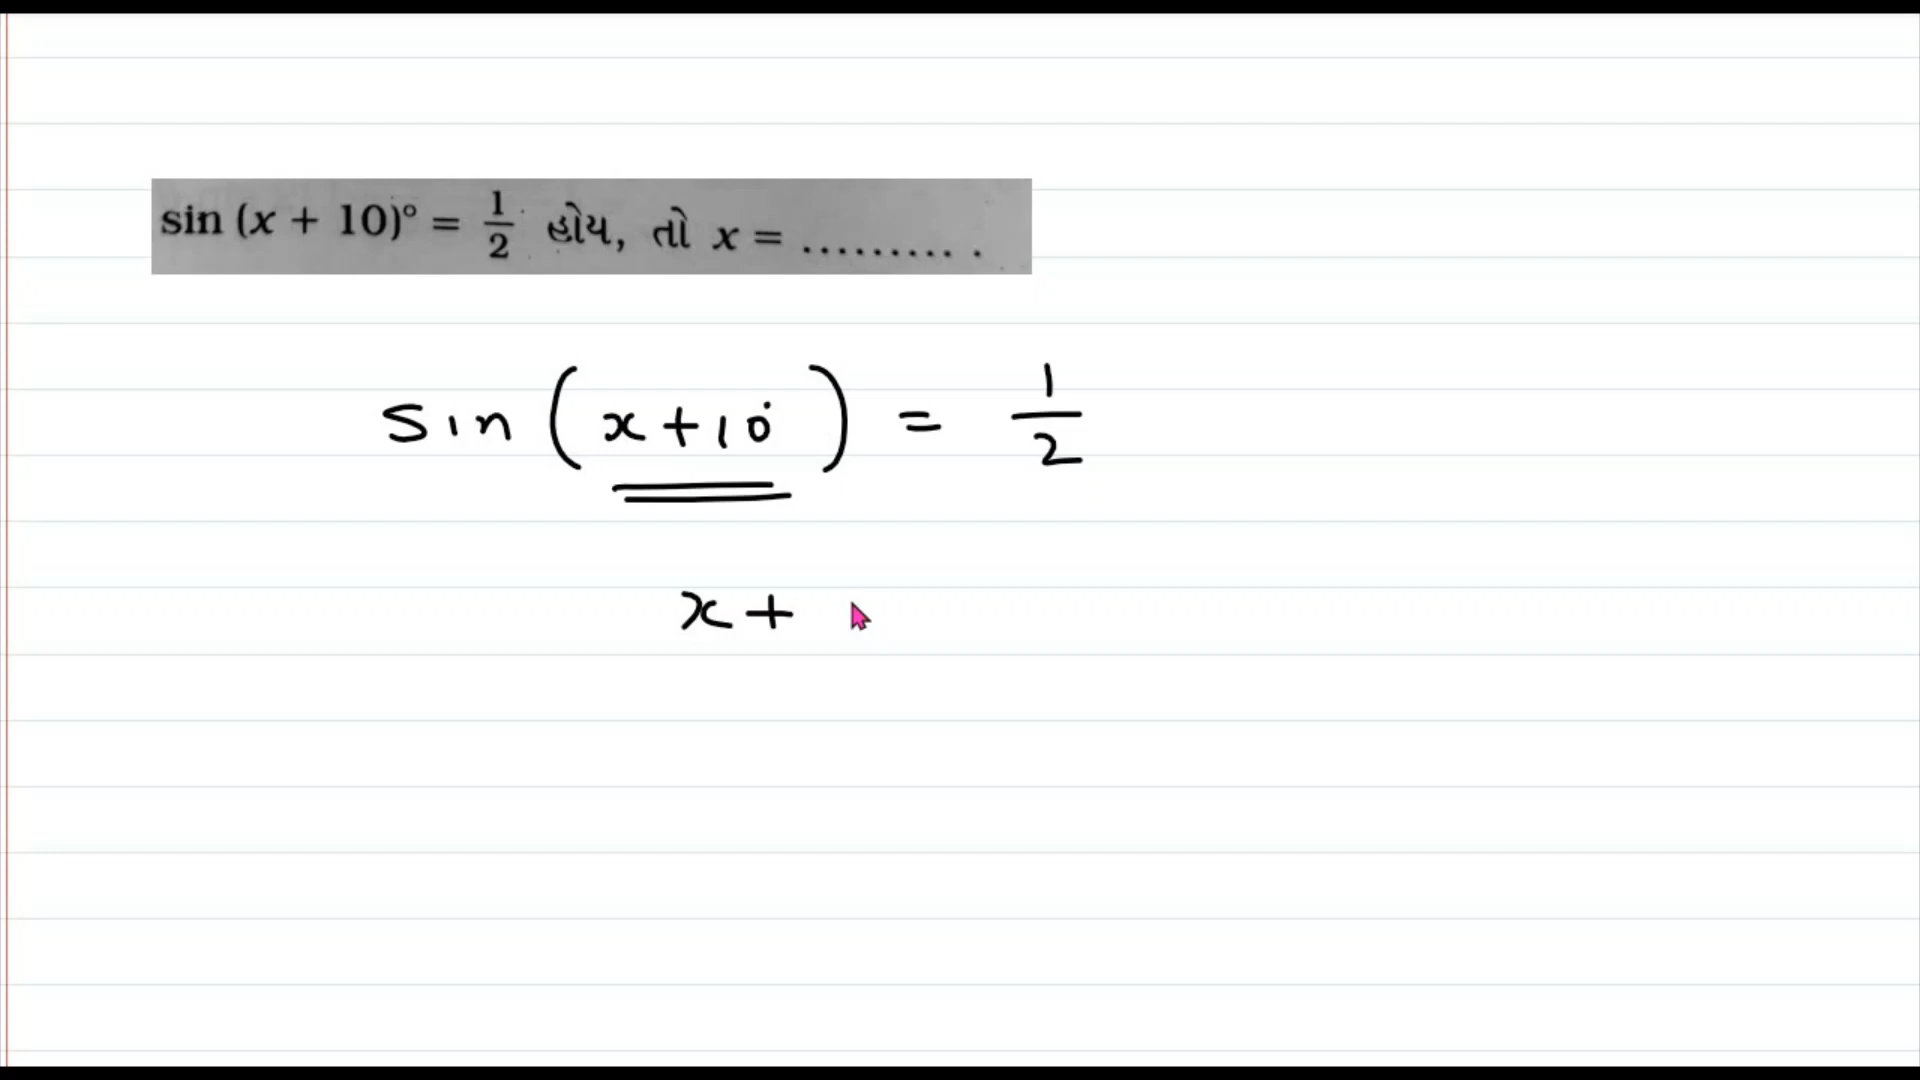 sin (x + 10)° = 1/2 હોય, તો x = .......... .
sin (x+10°) = 1/2
x +